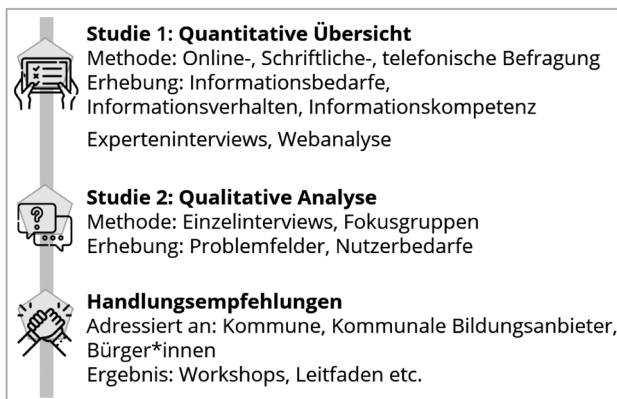 Studie 1: Quantitative Übersicht
Methode: Online-, Schriftliche-, telefonische Befragung
Erhebung: Informationsbedarfe,
Informationsverhalten, Informationskompetenz
Experteninterviews, Webanalyse
Studie 2: Qualitative Analyse
Methode: Einzelinterviews, Fokusgruppen
Erhebung: Problemfelder, Nutzerbedarfe
Handlungsempfehlungen
Adressiert an: Kommune, Kommunale Bildungsanbieter,
Bürger*innen
Ergebnis: Workshops, Leitfaden etc.